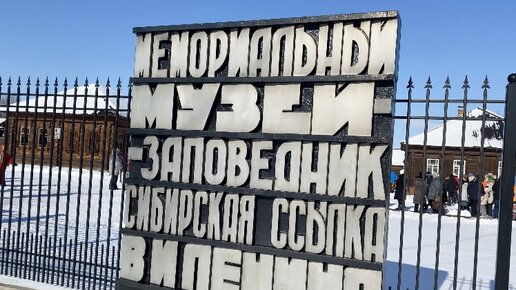 МЕМОРИАЛЬНЫЙ
МУЗЕЙ-
-ЗАПОВЕДНИК
СИБИРСКАЯ ССЫЛКА
В.И.ЛЕНИНА